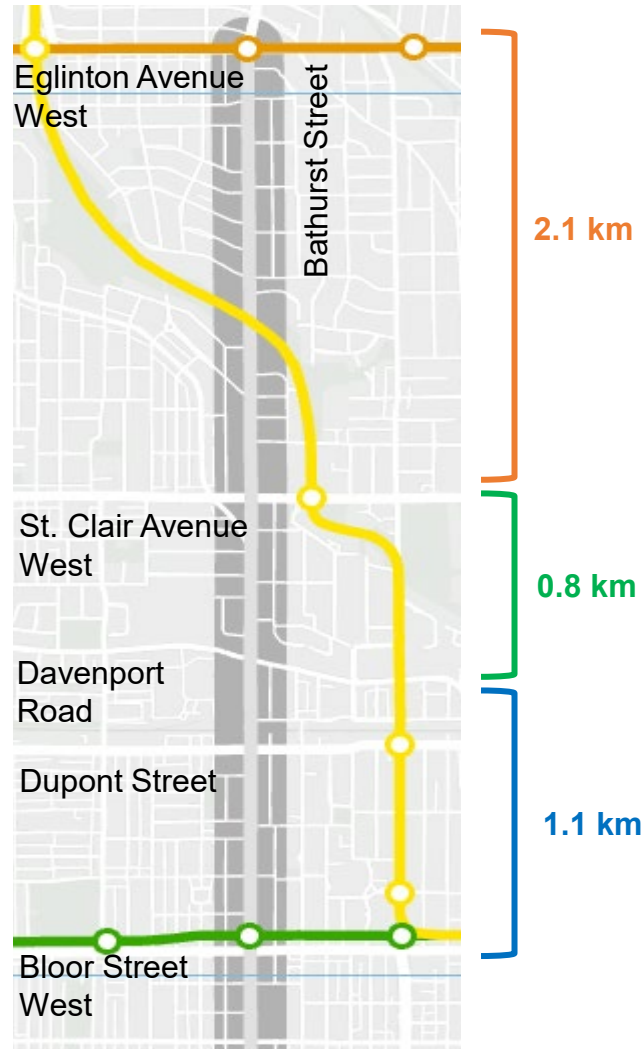 Eglinton Avenue
West
Bathurst Street
2.1 km
St. Clair Avenue
West
0.8 km
Davenport
Road
Dupont Street
1.1 km
Bloor Street
West